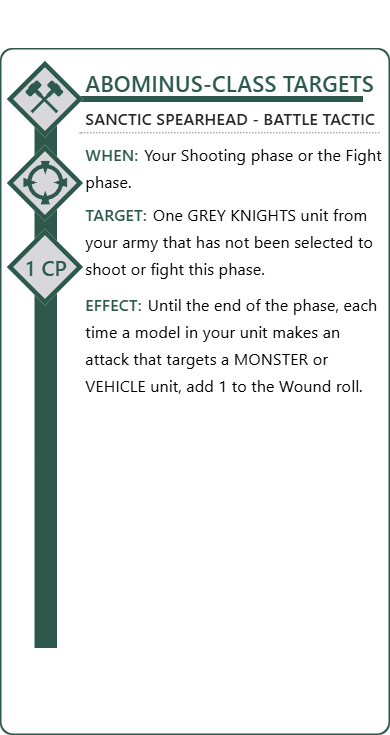 ABOMINUS-CLASS TARGETS
SANCTIC SPEARHEAD - BATTLE TACTIC
WHEN: Your Shooting phase or the Fight
phase.
TARGET: One GREY KNIGHTS unit from
your army that has not been selected to
shoot or fight this phase.
1 CP
EFFECT: Until the end of the phase, each
time a model in your unit makes an
attack that targets a MONSTER or
VEHICLE unit, add 1 to the Wound roll.